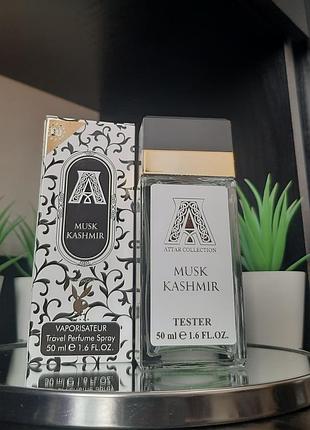 A
MUSK
KASHMIR
VAPORISATEUR
Travel Perfume Spray
50 ml ℮ 1.6 FL.OZ.
A
ATTAR COLLECTION
MUSK
KASHMIR
TESTER
50 ml ℮ 1.6 FL.OZ.